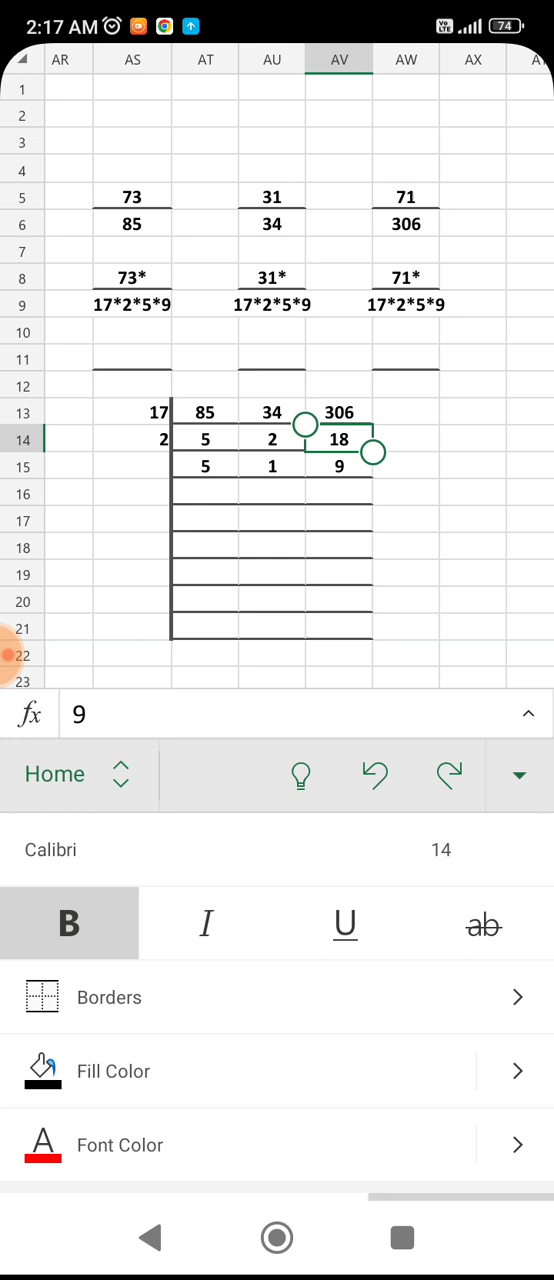 2:17 AM Vo LTE 74
AR AS AT AU AV AW AX
1
2
3
4
5 73 31 71
6 85 34 306
7
8 73* 31* 71*
9 17*2*5*9 17*2*5*9 17*2*5*9
10
11
12
13 17 85 34 306
14 2 5 2 18
15 5 1 9
16
17
18
19
20
21
22
23
fx 9
Home
Calibri 14
B I U ab
Borders
Fill Color
A Font Color